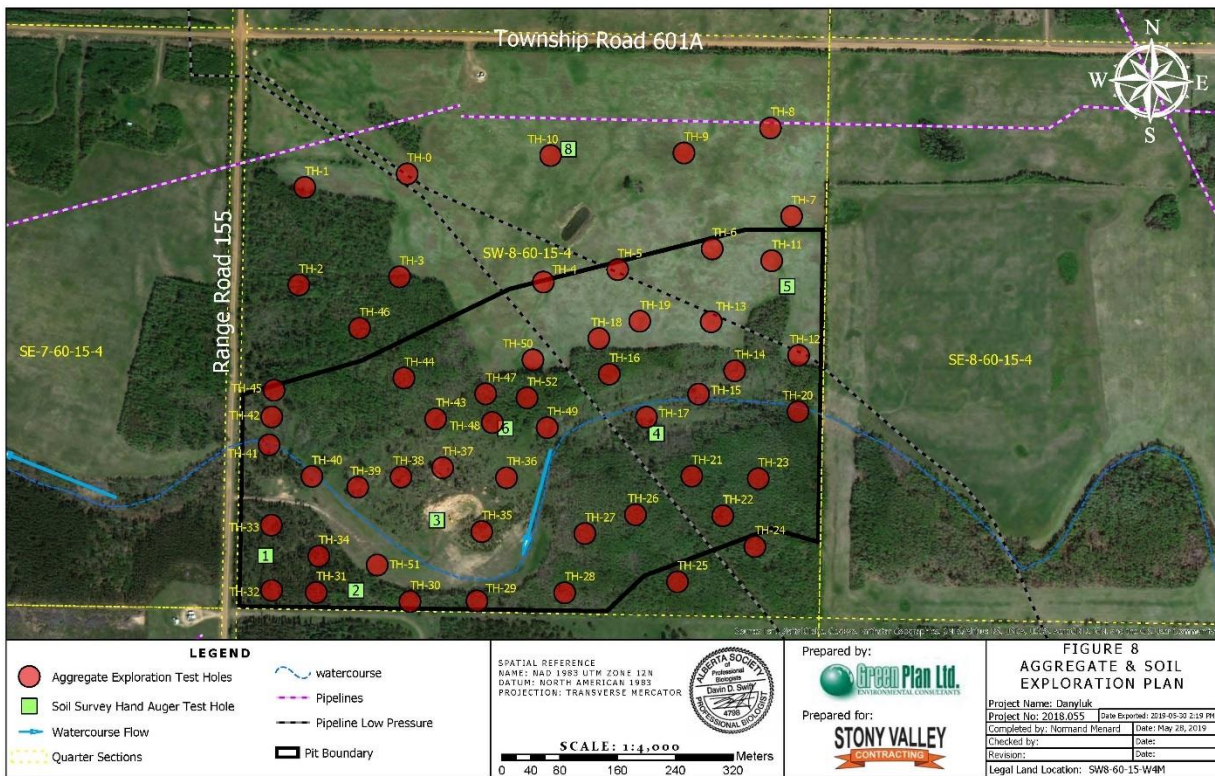 Township Road 601A
N
W
E
S
TH-8
TH-9
TH-10
8
TH-0
TH-1
TH-7
Range Road 155
SW-8-60-15-4
TH-6
TH-11
TH-5
TH-4
TH-3
TH-2
5
TH-46
TH-19
TH-13
TH-18
SE-7-60-15-4
TH-12
SE-8-60-15-4
TH-50
TH-14
TH-16
TH-44
TH-45
TH-47
TH-52
TH-15
TH-42
TH-43
TH-48
6
TH-49
TH-17
4
TH-20
TH-41
TH-40
TH-39
TH-38
TH-37
TH-36
TH-21
TH-23
TH-26
TH-22
TH-33
3
TH-35
TH-27
TH-24
1
TH-34
TH-51
TH-25
TH-32
TH-31
2
TH-30
TH-29
TH-28
LEGEND
Aggregate Exploration Test Holes
Soil Survey Hand Auger Test Hole
Watercourse Flow
Quarter Sections
watercourse
Pipelines
Pipeline Low Pressure
Pit Boundary
SPATIAL REFERENCE
NAME: NAD 1983 UTM ZONE 12N
DATUM: NORTH AMERICAN 1983
PROJECTION: TRANSVERSE MERCATOR
ALBERTA SOCIETY
of
Professional
Biologists
Davin D. Swift
4798
PROFESSIONAL BIOLOGIST
SCALE: 1:4,000
Meters
0 40 80 160 240 320
Prepared by:
Green Plan Ltd.
ENVIRONMENTAL CONSULTANTS
Prepared for:
STONY VALLEY
CONTRACTING
FIGURE 8
AGGREGATE & SOIL
EXPLORATION PLAN
Project Name: Danyluk
Project No: 2018.055 Date Exported: 2019-05-30 2:19 PM
Completed by: Normand Menard Date: May 28, 2019
Checked by: Date:
Revision: Date:
Legal Land Location: SW8-60-15-W4M